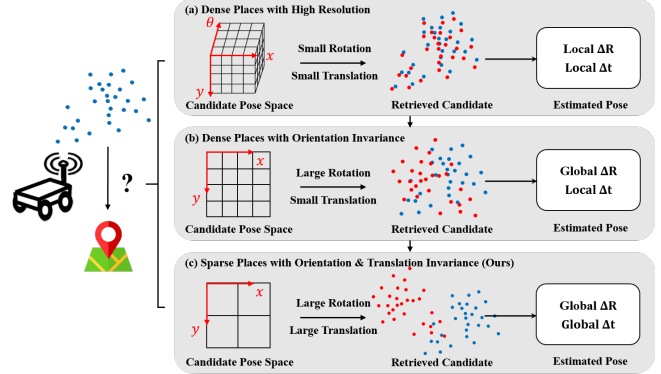 (a) Dense Places with High Resolution
θ
x
y
Small Rotation
Small Translation
Local ΔR
Local Δt
Candidate Pose Space
Retrieved Candidate
Estimated Pose
?
(b) Dense Places with Orientation Invariance
x
y
Large Rotation
Small Translation
Global ΔR
Local Δt
Candidate Pose Space
Retrieved Candidate
Estimated Pose
(c) Sparse Places with Orientation & Translation Invariance (Ours)
x
y
Large Rotation
Large Translation
Global ΔR
Global Δt
Candidate Pose Space
Retrieved Candidate
Estimated Pose